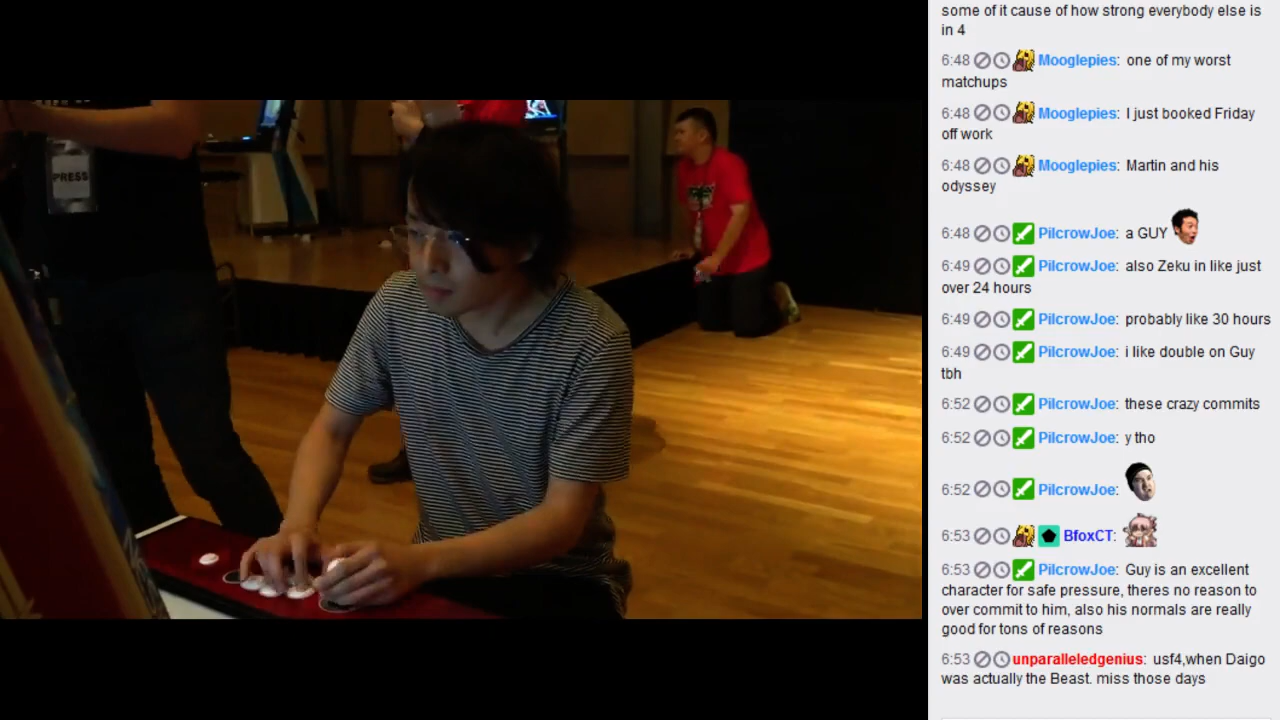 some of it cause of how strong everybody else is
in 4
6:48 Mooglepies: one of my worst
matchups
6:48 Mooglepies: I just booked Friday
off work
6:48 Mooglepies: Martin and his
odyssey
6:48 PilcrowJoe: a GUY
6:49 PilcrowJoe: also Zeku in like just
over 24 hours
6:49 PilcrowJoe: probably like 30 hours
6:49 PilcrowJoe: i like double on Guy
tbh
6:52 PilcrowJoe: these crazy commits
6:52 PilcrowJoe: y tho
6:52 PilcrowJoe:
6:53 BfoxCT:
6:53 PilcrowJoe: Guy is an excellent
character for safe pressure, theres no reason to
over commit to him, also his normals are really
good for tons of reasons
6:53 unparalleledgenius: usf4,when Daigo
was actually the Beast. miss those days
PRESS